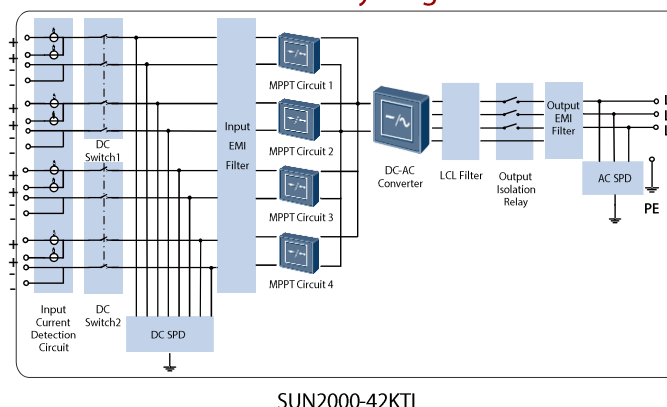 +
+
-
-
+
+
-
-
+
+
-
-
+
+
-
-
DC
Switch1
Input
Current
Detection
Circuit
DC
Switch2
DC SPD
Input
EMI
Filter
MPPT Circuit 1
MPPT Circuit 2
MPPT Circuit 3
MPPT Circuit 4
DC-AC
Converter
LCL Filter
Output
Isolation
Relay
Output
EMI
Filter
AC SPD
PE